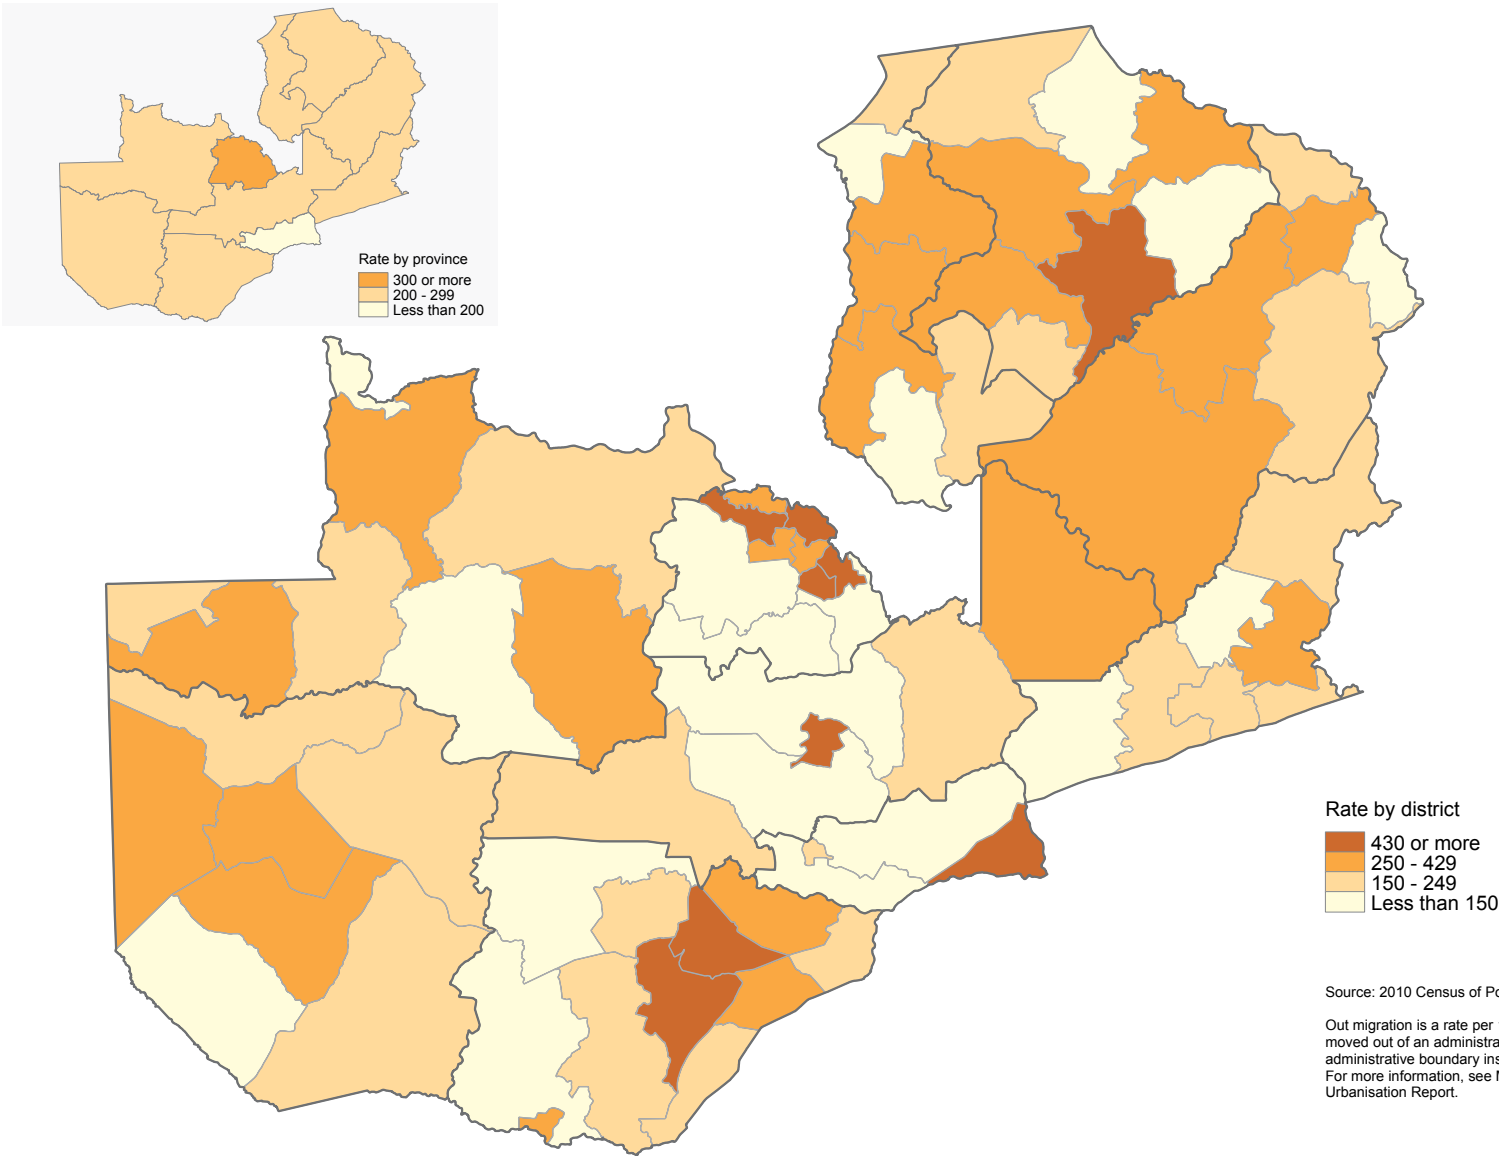 Rate by province
300 or more
200 - 299
Less than 200
Rate by district
430 or more
250 - 429
150 - 249
Less than 150
Source: 2010 Census of
Out migration is a rate per
moved out of an
administrative boundary
For more information, see
Urbanisation Report.